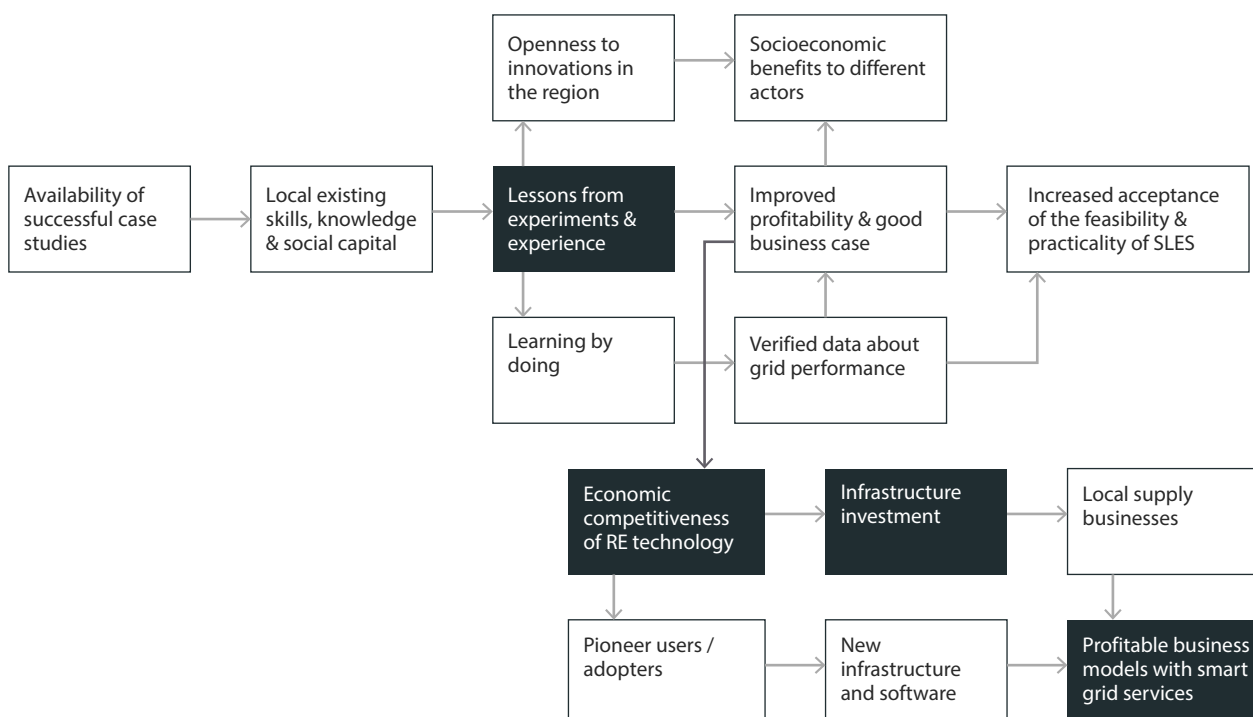 Openness to
innovations in
the region
Socioeconomic
benefits to different
actors
Availability of
successful case
studies
Local existing
skills, knowledge
& social capital
Lessons from
experiments &
experience
Improved
profitability & good
business case
Increased acceptance
of the feasibility &
practicality of SLES
Learning by
doing
Verified data about
grid performance
Economic
competitiveness
of RE technology
Infrastructure
investment
Local supply
businesses
Pioneer users /
adopters
New
infrastructure
and software
Profitable business
models with smart
grid services